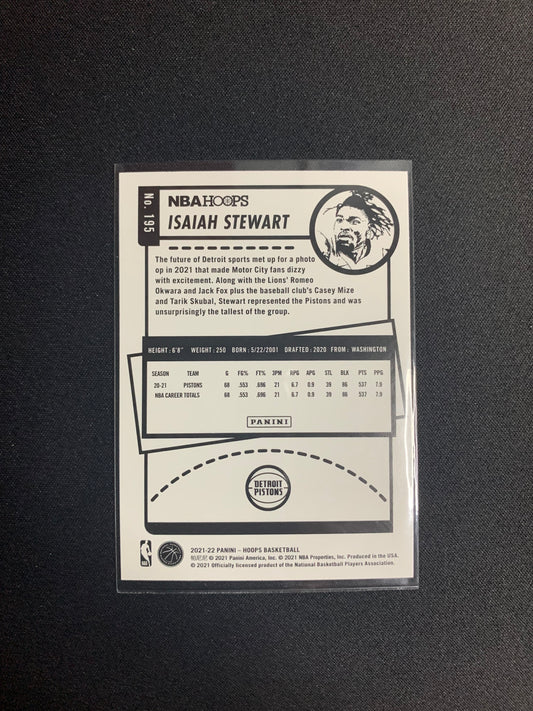 No. 195
NBA HOOPS
ISAIAH STEWART
The future of Detroit sports met up for a photo
op in 2021 that made Motor City fans dizzy
with excitement. Along with the Lions' Romeo
Okwara and Jack Fox plus the baseball club's Casey Mize
and Tarik Skubal, Stewart represented the Pistons and was
unsurprisingly the tallest of the group.
HEIGHT: 6'8" WEIGHT: 250 BORN: 5/22/2001 DRAFTED: 2020 FROM: WASHINGTON
SEASON TEAM G FG% FT% 3PM RPG APG STL BLK PTS PPG
20-21 PISTONS 68 .553 .696 21 6.7 0.9 39 86 537 7.9
NBA CAREER TOTALS 68 .553 .696 21 6.7 0.9 39 86 537 7.9
PANINI
DETROIT
PISTONS
2021-22 PANINI – HOOPS BASKETBALL
帕尼尼 © 2021 Panini America, Inc. © 2021 NBA Properties, Inc. Produced in the USA.
© 2021 Officially licensed product of the National Basketball Players Association.